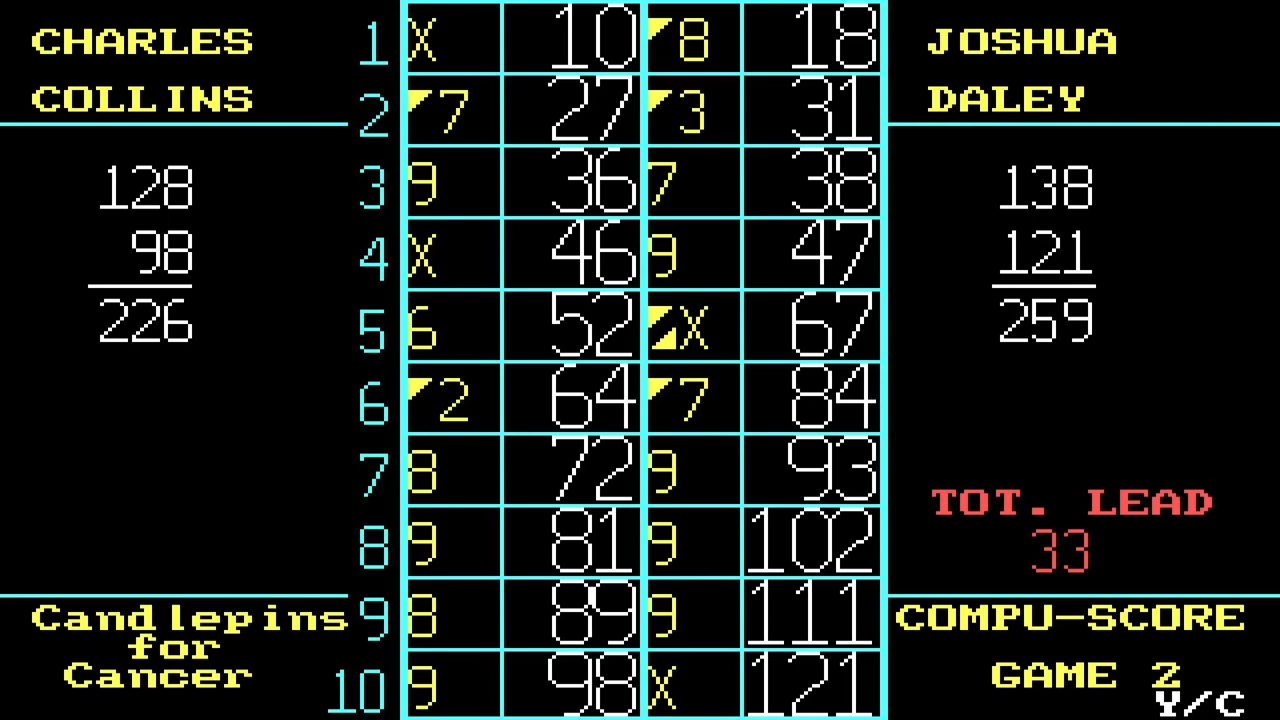 CHARLES
COLLINS
128
98
226
1 X 10 8 18
2 7 27 3 31
3 9 36 7 38
4 X 46 9 47
5 6 52 X 67
6 2 64 7 84
7 8 72 9 93
8 9 81 9 102
9 8 89 9 111
10 9 98 X 121
JOSHUA
DALEY
138
121
259
TOT. LEAD
33
Candlepins
for
Cancer
COMPU-SCORE
GAME 2
Y/C